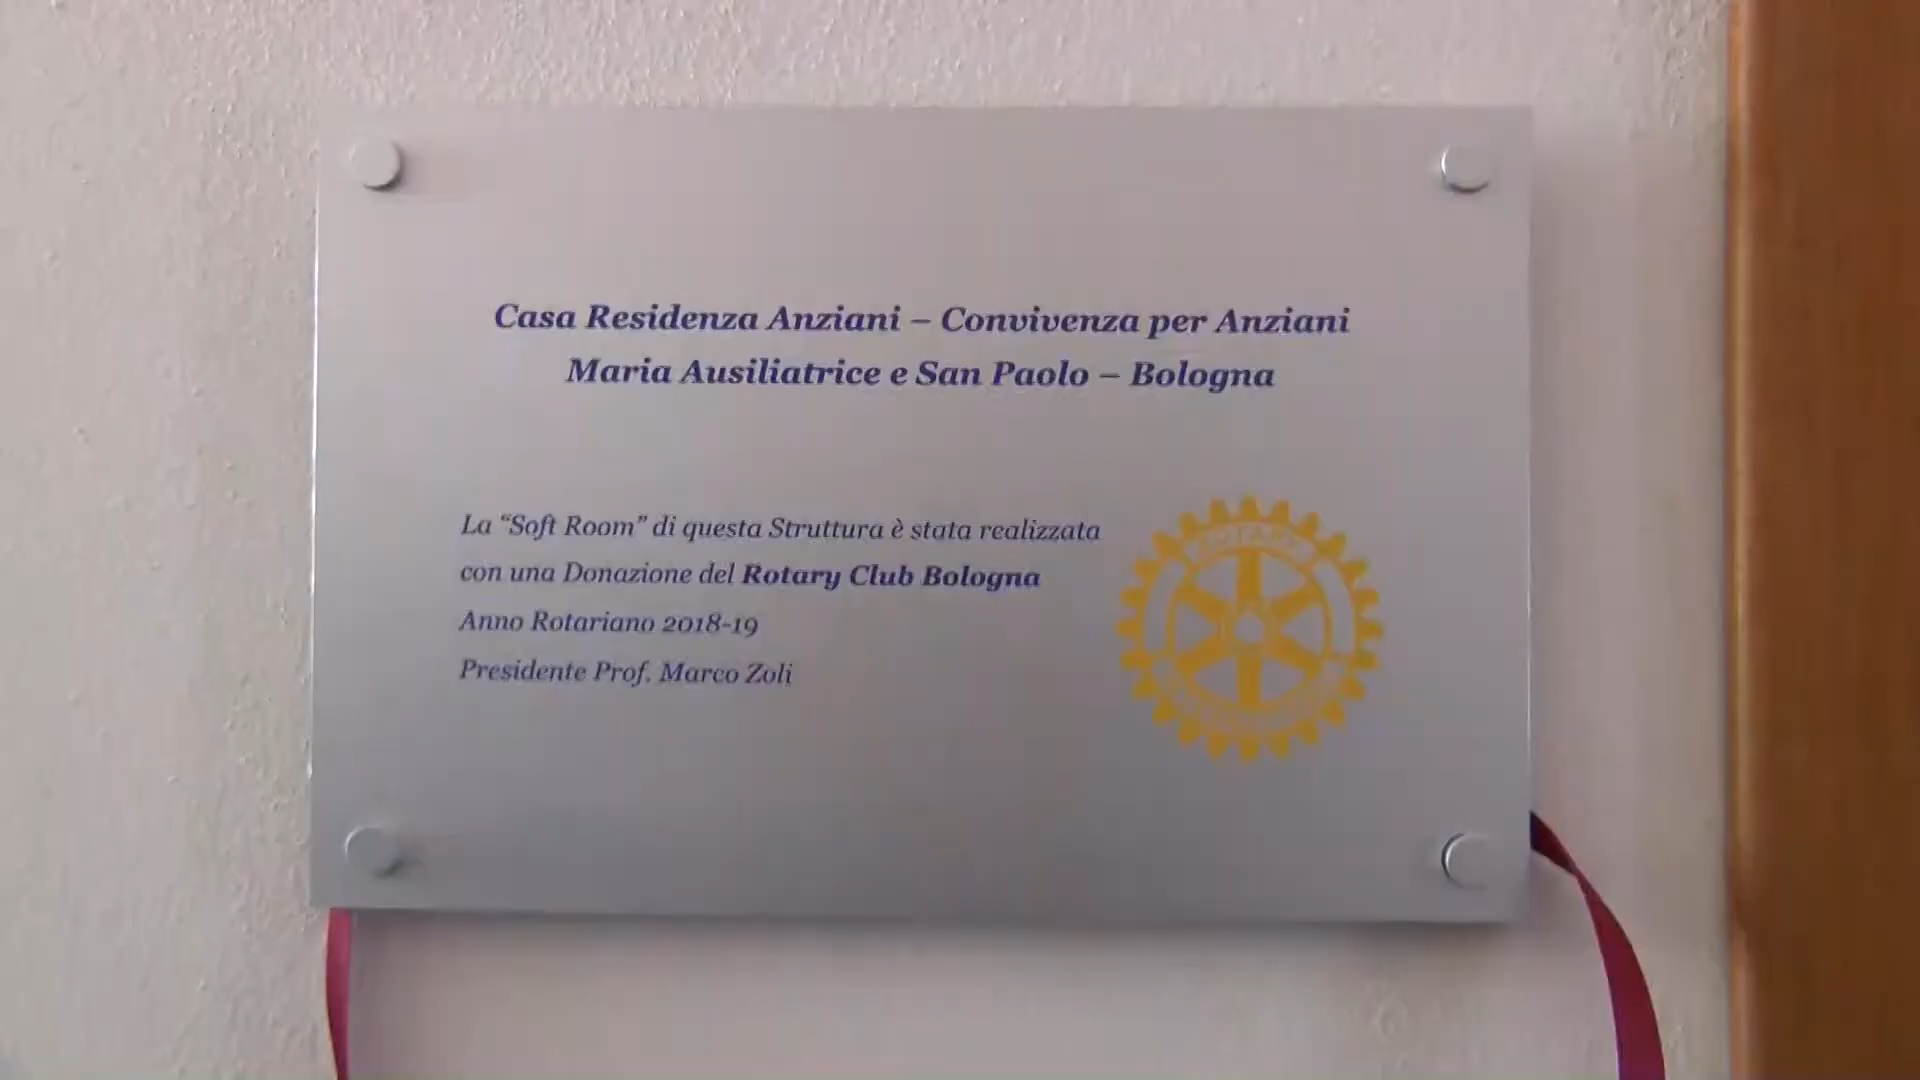 Casa Residenza Anziani – Convivenza per Anziani
Maria Ausiliatrice e San Paolo – Bologna
La “Soft Room” di questa Struttura è stata realizzata
con una Donazione del Rotary Club Bologna
Anno Rotariano 2018-19
Presidente Prof. Marco Zoli
ROTARY